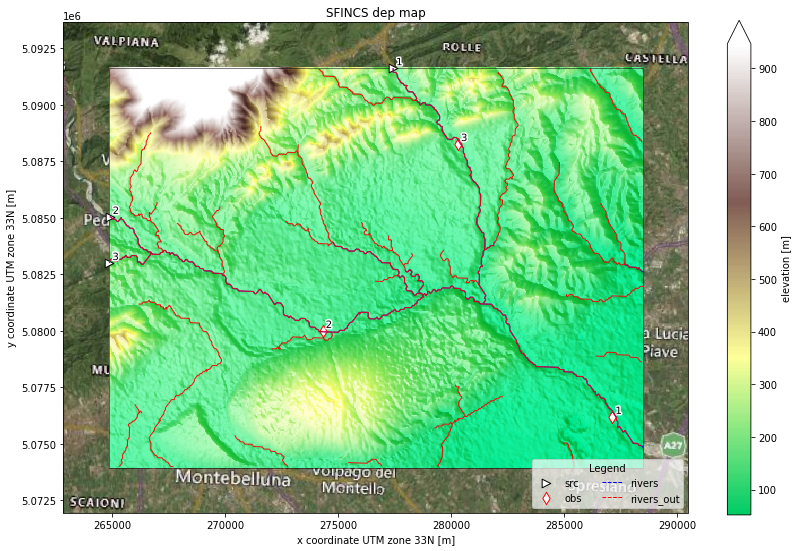 SFINCS dep map
1e6
VALPIANA
ROLLE
CASTELLA
1
3
2
Ped
3
2
a Lucia
Piave
MU
1
A27
Montebelluna
Volpago del
Montello
SCAIONI
Legend
src
rivers
obs
rivers_out
5.0925
5.0900
5.0875
5.0850
5.0825
5.0800
5.0775
5.0750
5.0725
y coordinate UTM zone 33N [m]
265000 270000 275000 280000 285000 290000
x coordinate UTM zone 33N [m]
900
800
700
600
500
400
300
200
100
elevation [m]